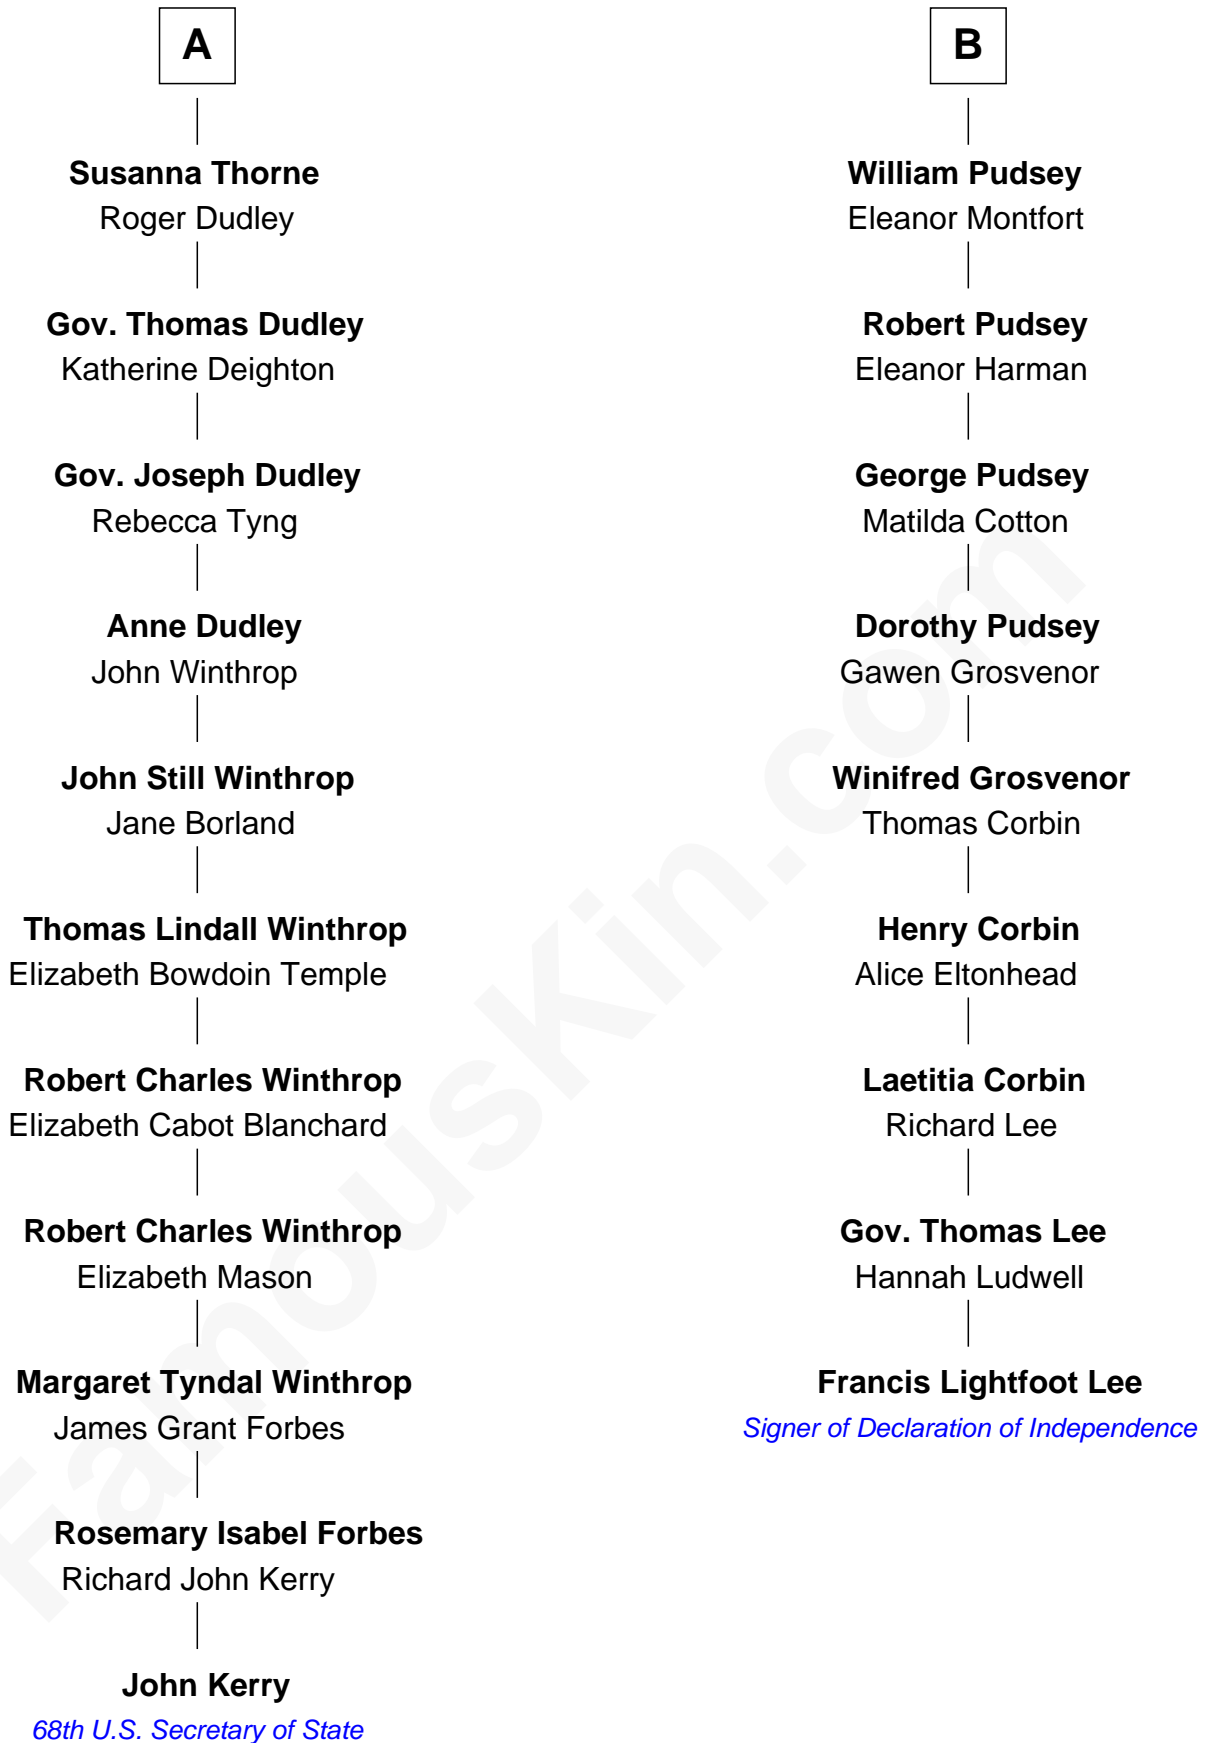 A
Susanna Thorne
Roger Dudley
Gov. Thomas Dudley
Katherine Deighton
Gov. Joseph Dudley
Rebecca Tyng
Anne Dudley
John Winthrop
John Still Winthrop
Jane Borland
Thomas Lindall Winthrop
Elizabeth Bowdoin Temple
Robert Charles Winthrop
Elizabeth Cabot Blanchard
Robert Charles Winthrop
Elizabeth Mason
Margaret Tyndal Winthrop
James Grant Forbes
Rosemary Isabel Forbes
Richard John Kerry
John Kerry
68th U.S. Secretary of State
B
William Pudsey
Eleanor Montfort
Robert Pudsey
Eleanor Harman
George Pudsey
Matilda Cotton
Dorothy Pudsey
Gawen Grosvenor
Winifred Grosvenor
Thomas Corbin
Henry Corbin
Alice Eltonhead
Laetitia Corbin
Richard Lee
Gov. Thomas Lee
Hannah Ludwell
Francis Lightfoot Lee
Signer of Declaration of Independence
FamousKin.com